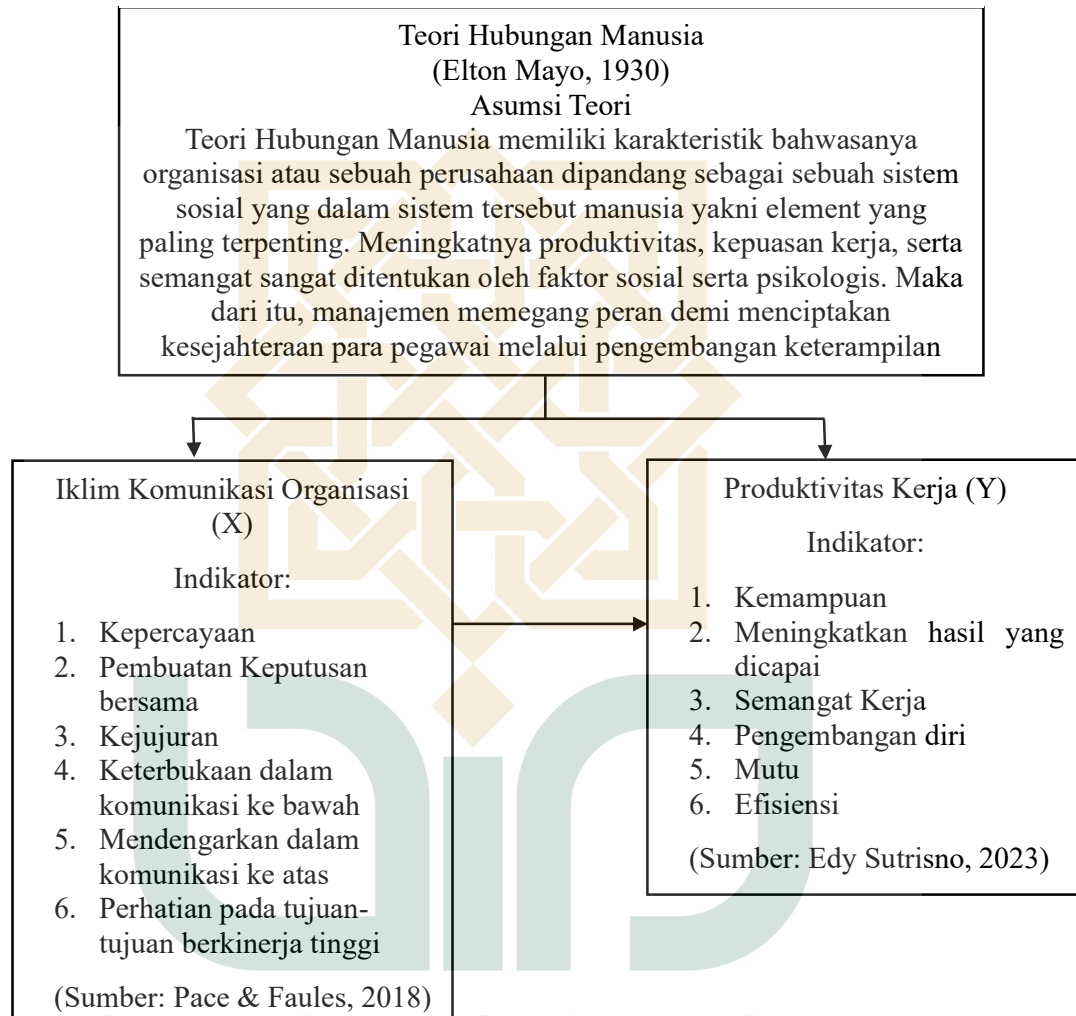 Teori Hubungan Manusia
(Elton Mayo, 1930)
Asumsi Teori
Teori Hubungan Manusia memiliki karakteristik bahwasanya
organisasi atau sebuah perusahaan dipandang sebagai sebuah sistem
sosial yang dalam sistem tersebut manusia yakni element yang
paling terpenting. Meningkatnya produktivitas, kepuasan kerja, serta
semangat sangat ditentukan oleh faktor sosial serta psikologis. Maka
dari itu, manajemen memegang peran demi menciptakan
kesejahteraan para pegawai melalui pengembangan keterampilan
Iklim Komunikasi Organisasi
(X)
Indikator:
1. Kepercayaan
2. Pembuatan Keputusan
bersama
3. Kejujuran
4. Keterbukaan dalam
komunikasi ke bawah
5. Mendengarkan dalam
komunikasi ke atas
6. Perhatian pada tujuan-
tujuan berkinerja tinggi
(Sumber: Pace & Faules, 2018)
Produktivitas Kerja (Y)
Indikator:
1. Kemampuan
2. Meningkatkan hasil yang
dicapai
3. Semangat Kerja
4. Pengembangan diri
5. Mutu
6. Efisiensi
(Sumber: Edy Sutrisno, 2023)